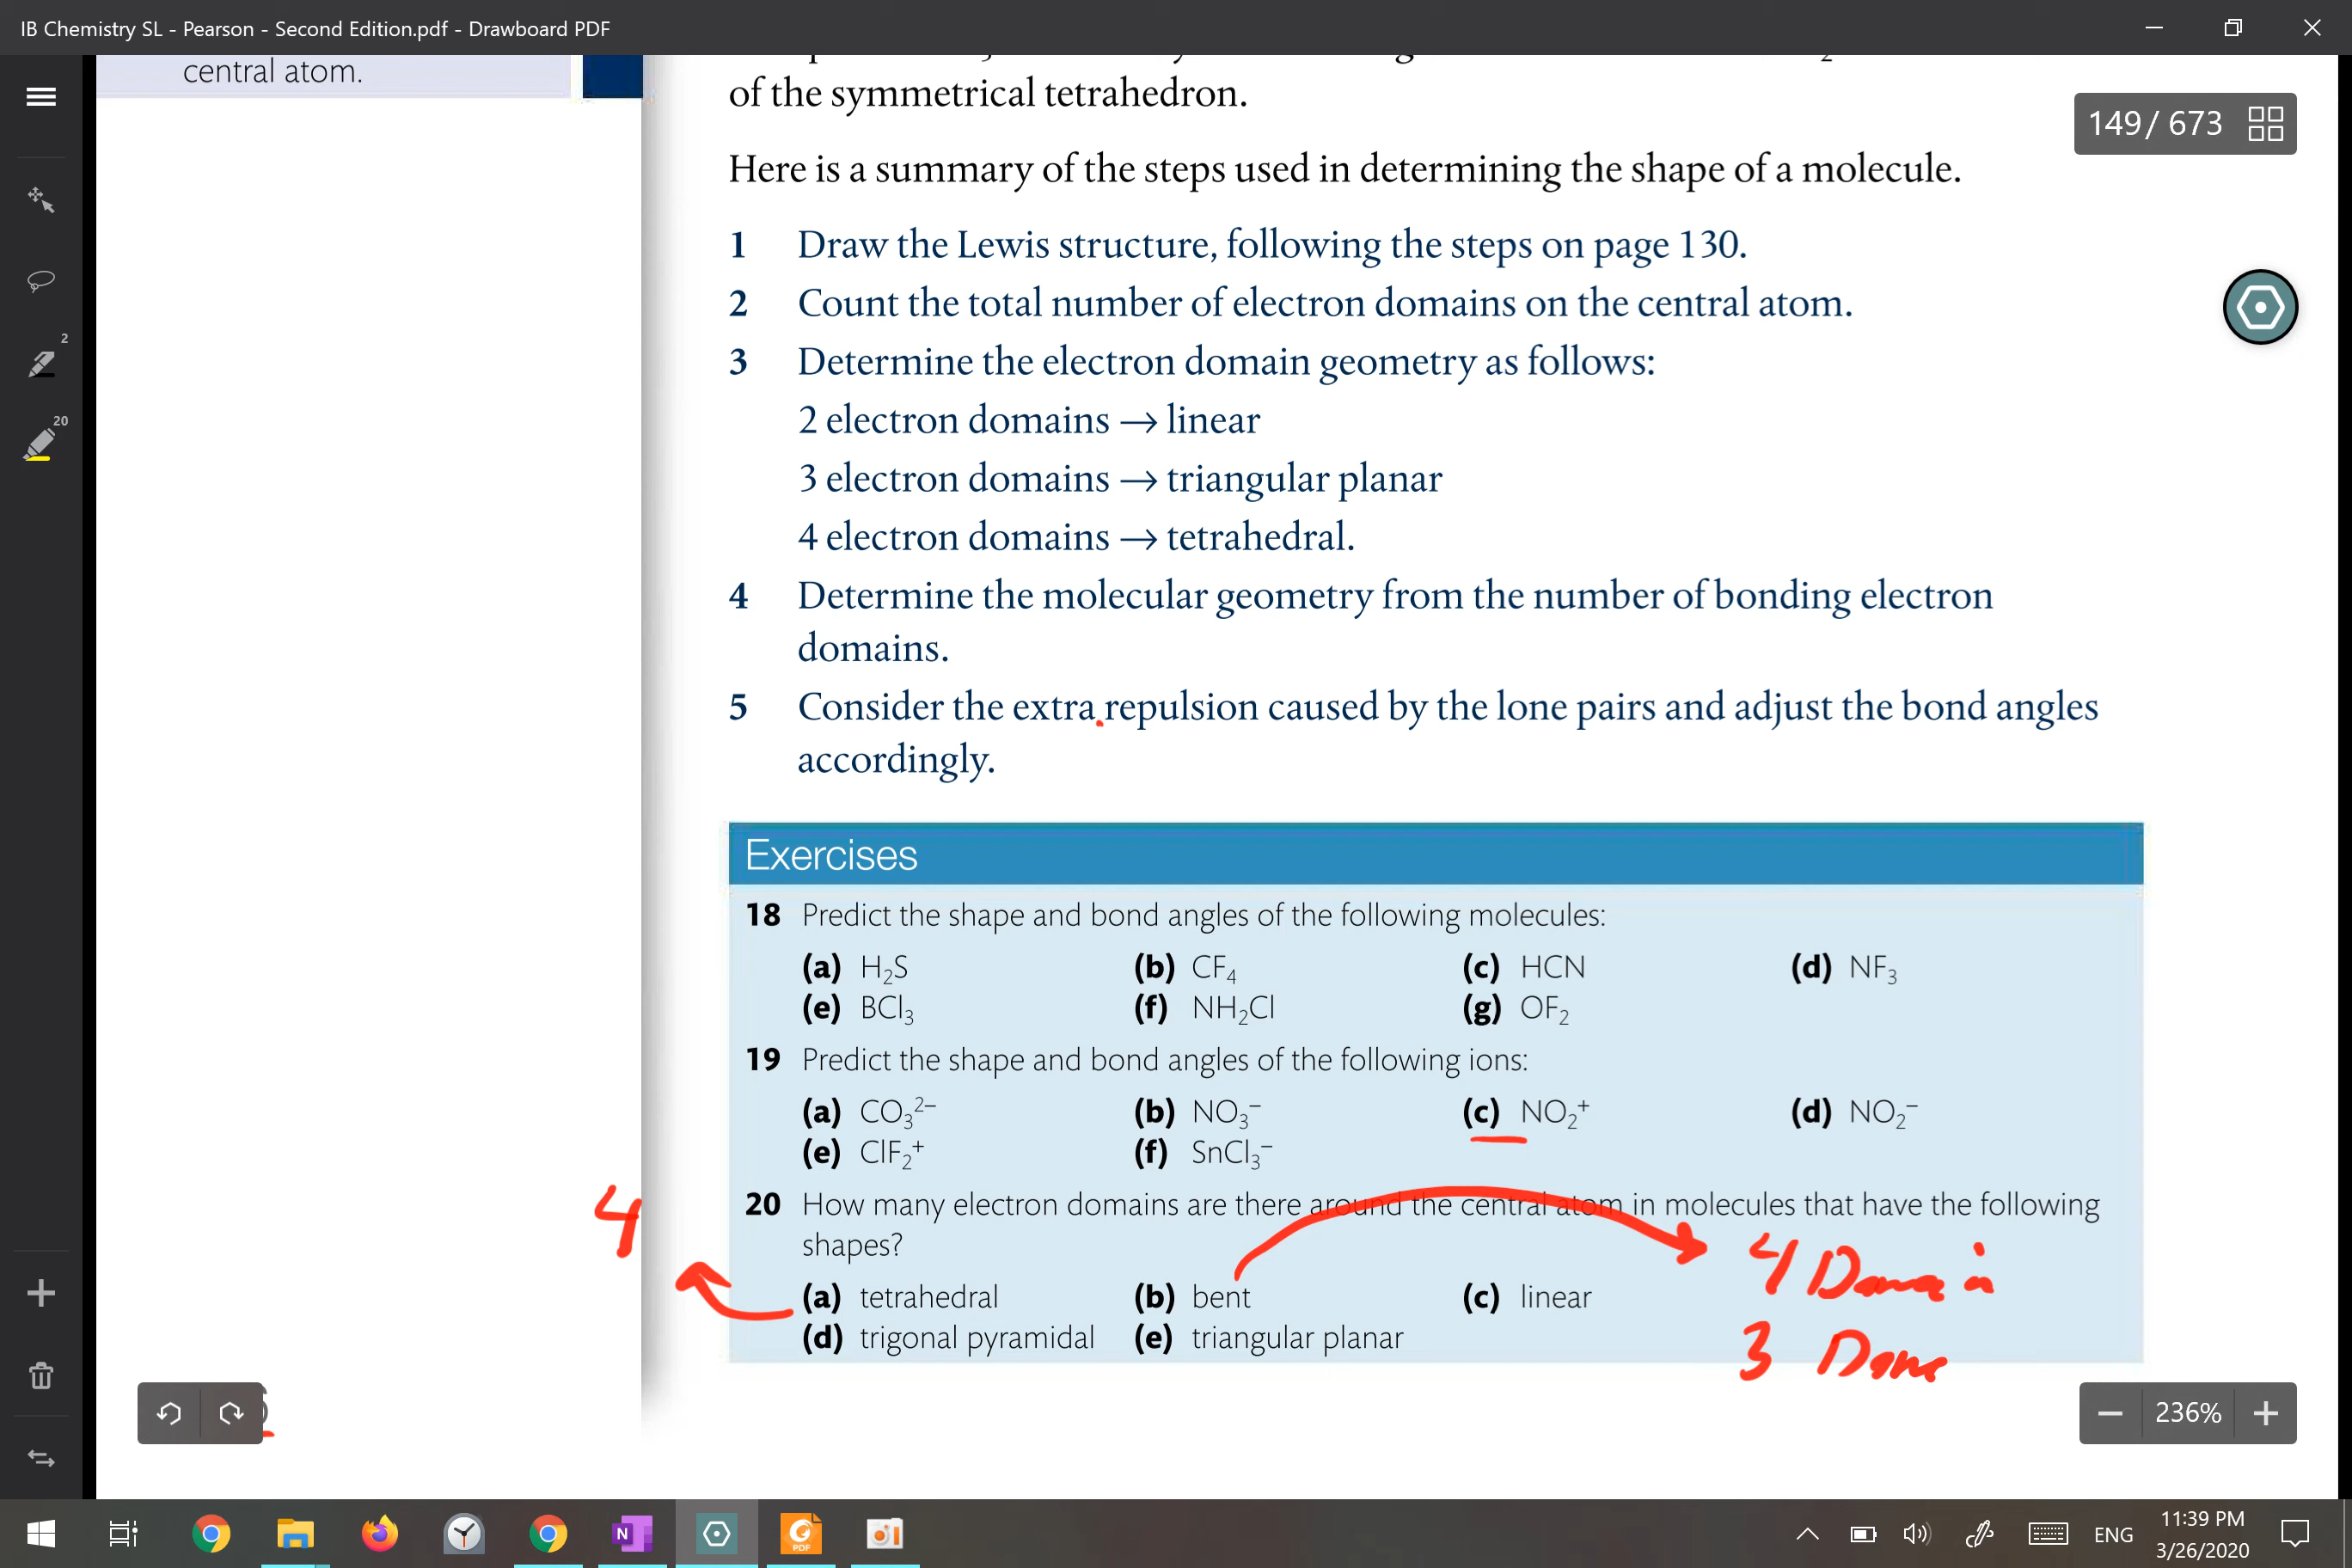 IB Chemistry SL - Pearson - Second Edition.pdf - Drawboard PDF
central atom.
of the symmetrical tetrahedron.
149 / 673
Here is a summary of the steps used in determining the shape of a molecule.
1 Draw the Lewis structure, following the steps on page 130.
2 Count the total number of electron domains on the central atom.
3 Determine the electron domain geometry as follows:
2 electron domains → linear
3 electron domains → triangular planar
4 electron domains → tetrahedral.
4 Determine the molecular geometry from the number of bonding electron
domains.
5 Consider the extra repulsion caused by the lone pairs and adjust the bond angles
accordingly.
2
20
Exercises
18 Predict the shape and bond angles of the following molecules:
(a) H₂S (b) CF₄ (c) HCN (d) NF₃
(e) BCl₃ (f) NH₂Cl (g) OF₂
19 Predict the shape and bond angles of the following ions:
(a) CO₃²⁻ (b) NO₃⁻ (c) NO₂⁺ (d) NO₂⁻
(e) ClF₂⁺ (f) SnCl₃⁻
20 How many electron domains are there around the central atom in molecules that have the following
shapes?
(a) tetrahedral (b) bent (c) linear
(d) trigonal pyramidal (e) triangular planar
4
4 Domain
3
236%
N
PDF
ENG
11:39 PM
3/26/2020